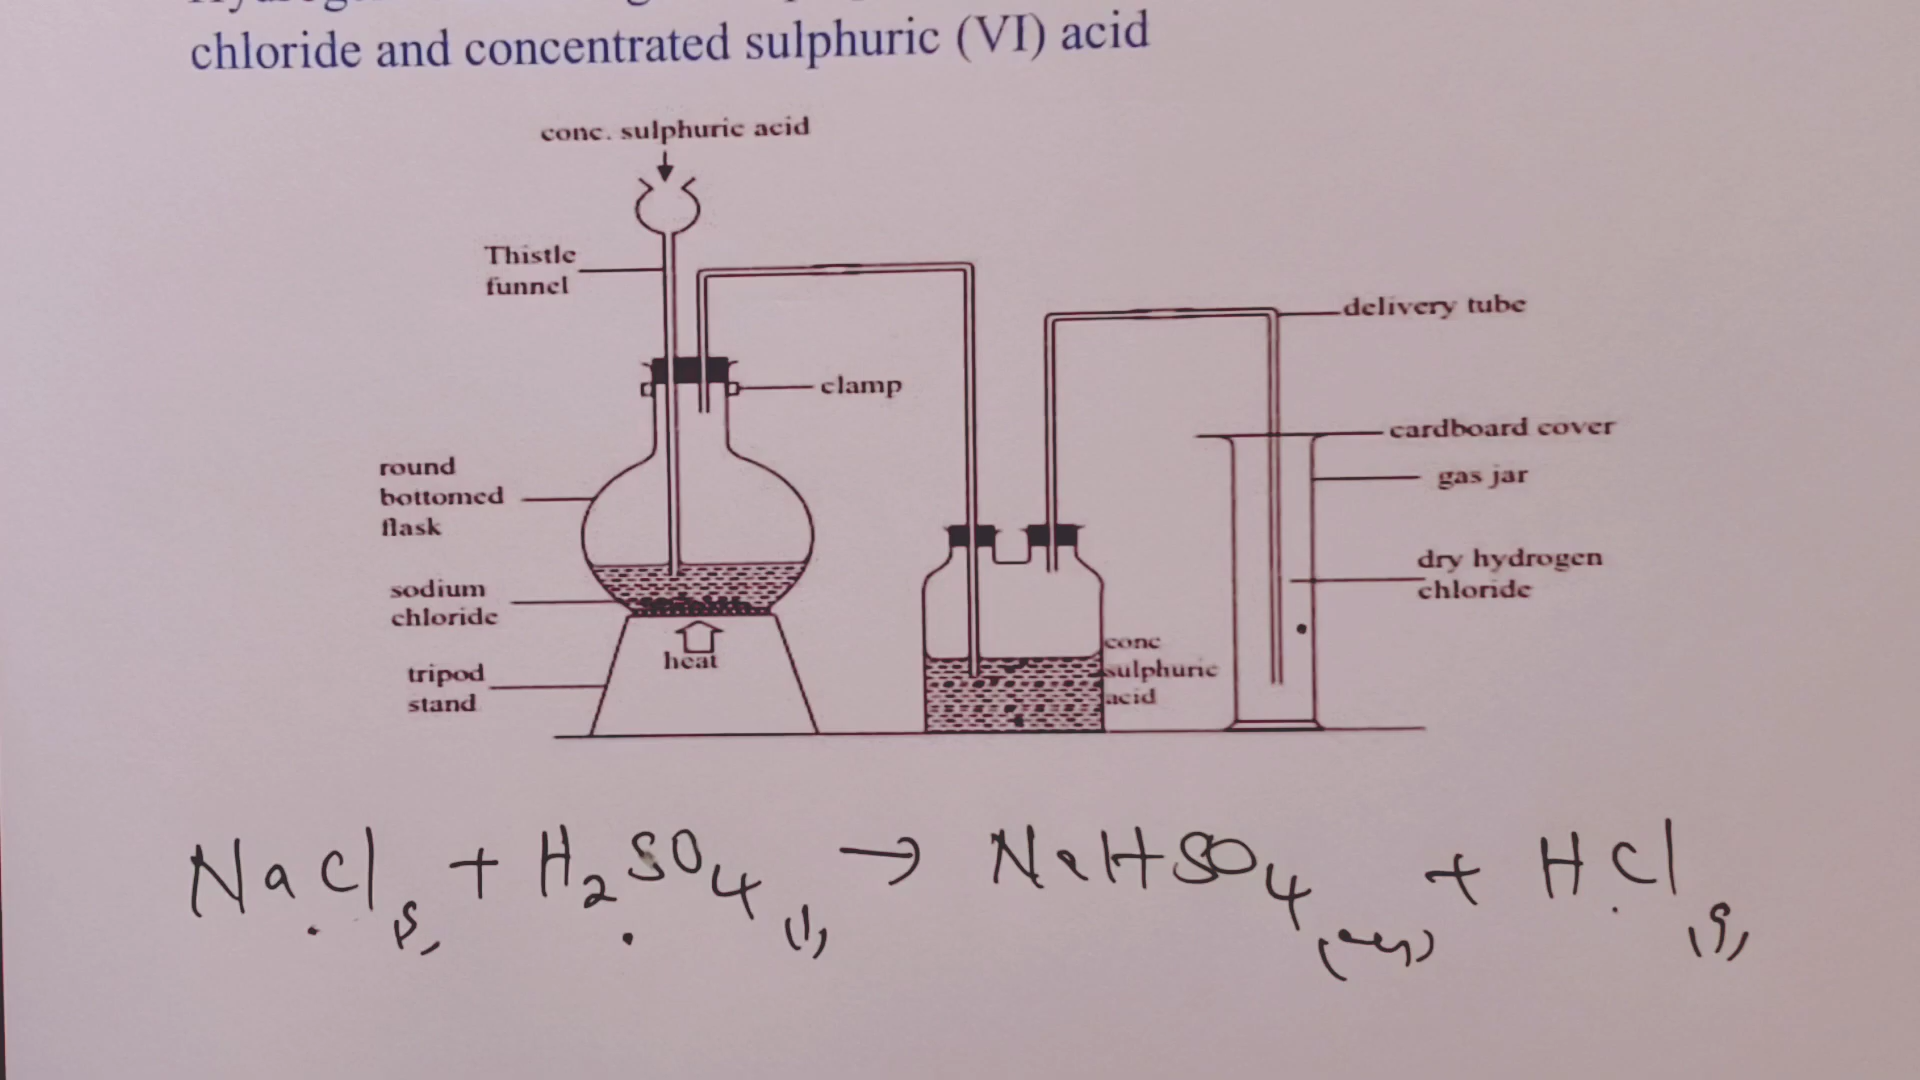 chloride and concentrated sulphuric (VI) acid
conc. sulphuric acid
Thistle
funnel
delivery tube
clamp
cardboard cover
round
bottomed
flask
gas jar
dry hydrogen
chloride
sodium
chloride
conc
sulphuric
acid
heat
tripod
stand
NaCl(s) + H₂SO₄(l) → NaHSO₄(aq) + HCl(g)